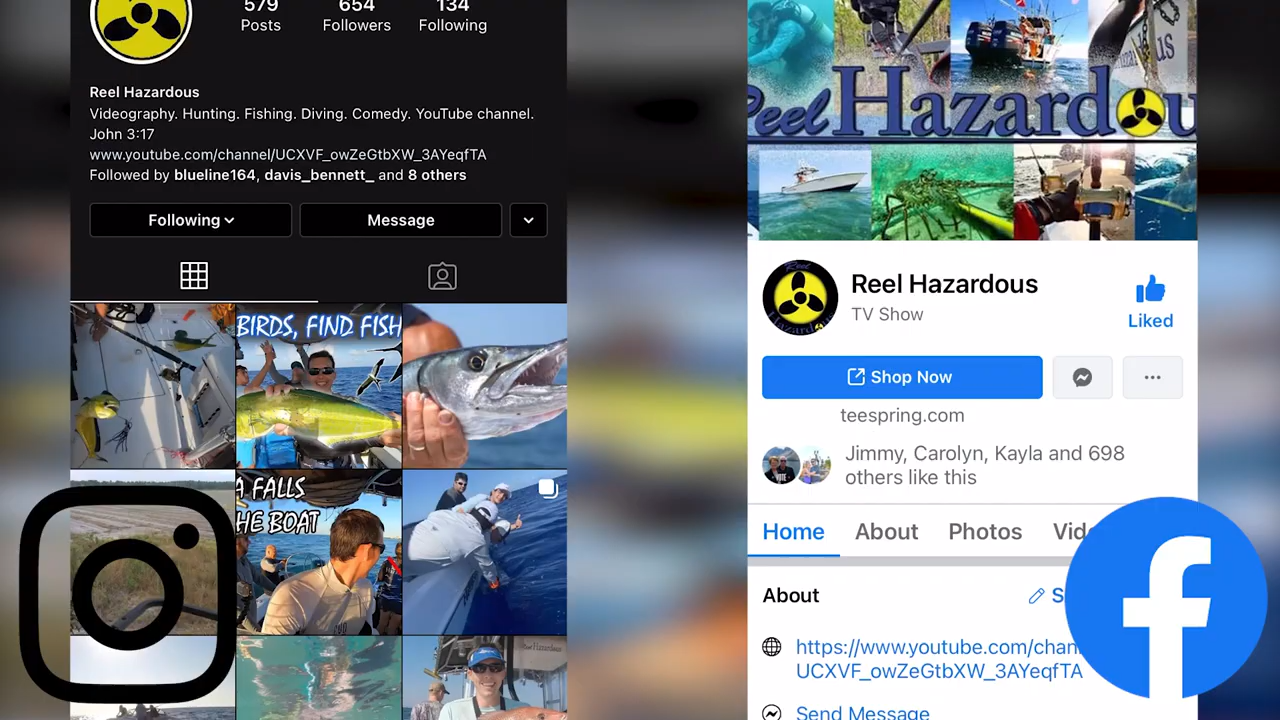 579
654
134
Posts
Followers
Following
Reel Hazardous
Videography. Hunting. Fishing. Diving. Comedy. YouTube channel.
John 3:17
www.youtube.com/channel/UCXVF_owZeGtbXW_3AYeqfTA
Followed by blueline164, davis_bennett_ and 8 others
Following
Message
BIRDS, FIND FISH
A FALLS
HE BOAT
Reel Hazardou
Reel Hazardous
TV Show
Liked
Shop Now
teespring.com
Jimmy, Carolyn, Kayla and 698
others like this
Home
About
Photos
Vid
About
S
https://www.youtube.com/chan
UCXVF_owZeGtbXW_3AYeqfTA
Send Message